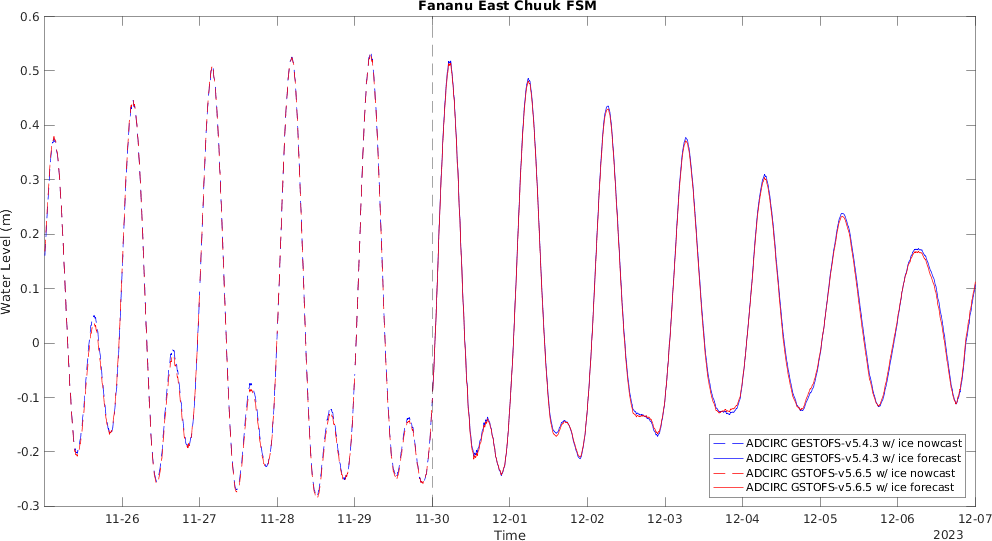 Fananu East Chuuk FSM
0.6
0.5
0.4
0.3
0.2
0.1
0
-0.1
-0.2
-0.3
Water Level (m)
11-26 11-27 11-28 11-29 11-30 12-01 12-02 12-03 12-04 12-05 12-06 12-07
Time
2023
ADCIRC GESTOFS-v5.4.3 w/ ice nowcast
ADCIRC GESTOFS-v5.4.3 w/ ice forecast
ADCIRC GSTOFS-v5.6.5 w/ ice nowcast
ADCIRC GSTOFS-v5.6.5 w/ ice forecast